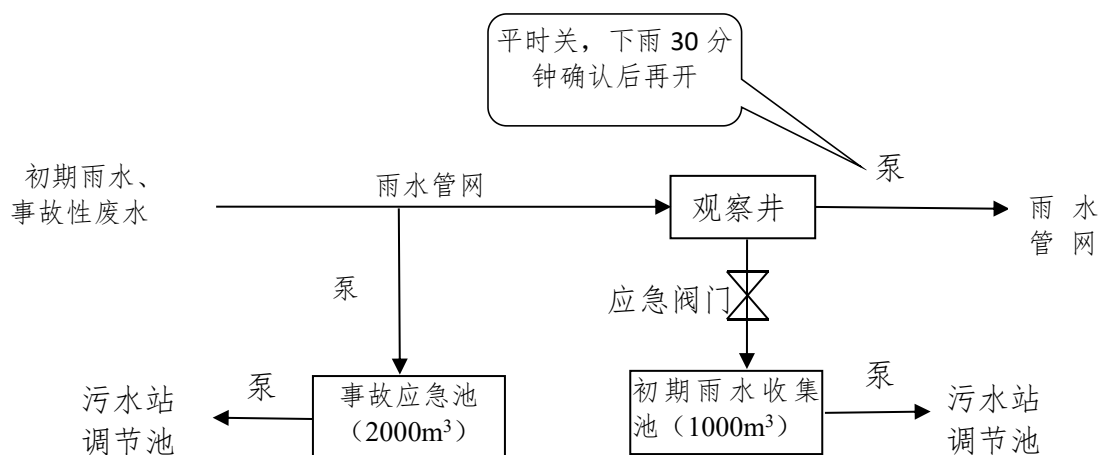 平时关，下雨 30 分
钟确认后再开
泵
初期雨水、
事故性废水
雨水管网
观察井
雨 水
管 网
泵
应急阀门
污水站
调节池
泵
事故应急池
（2000m³）
初期雨水收集
池（1000m³）
泵
污水站
调节池